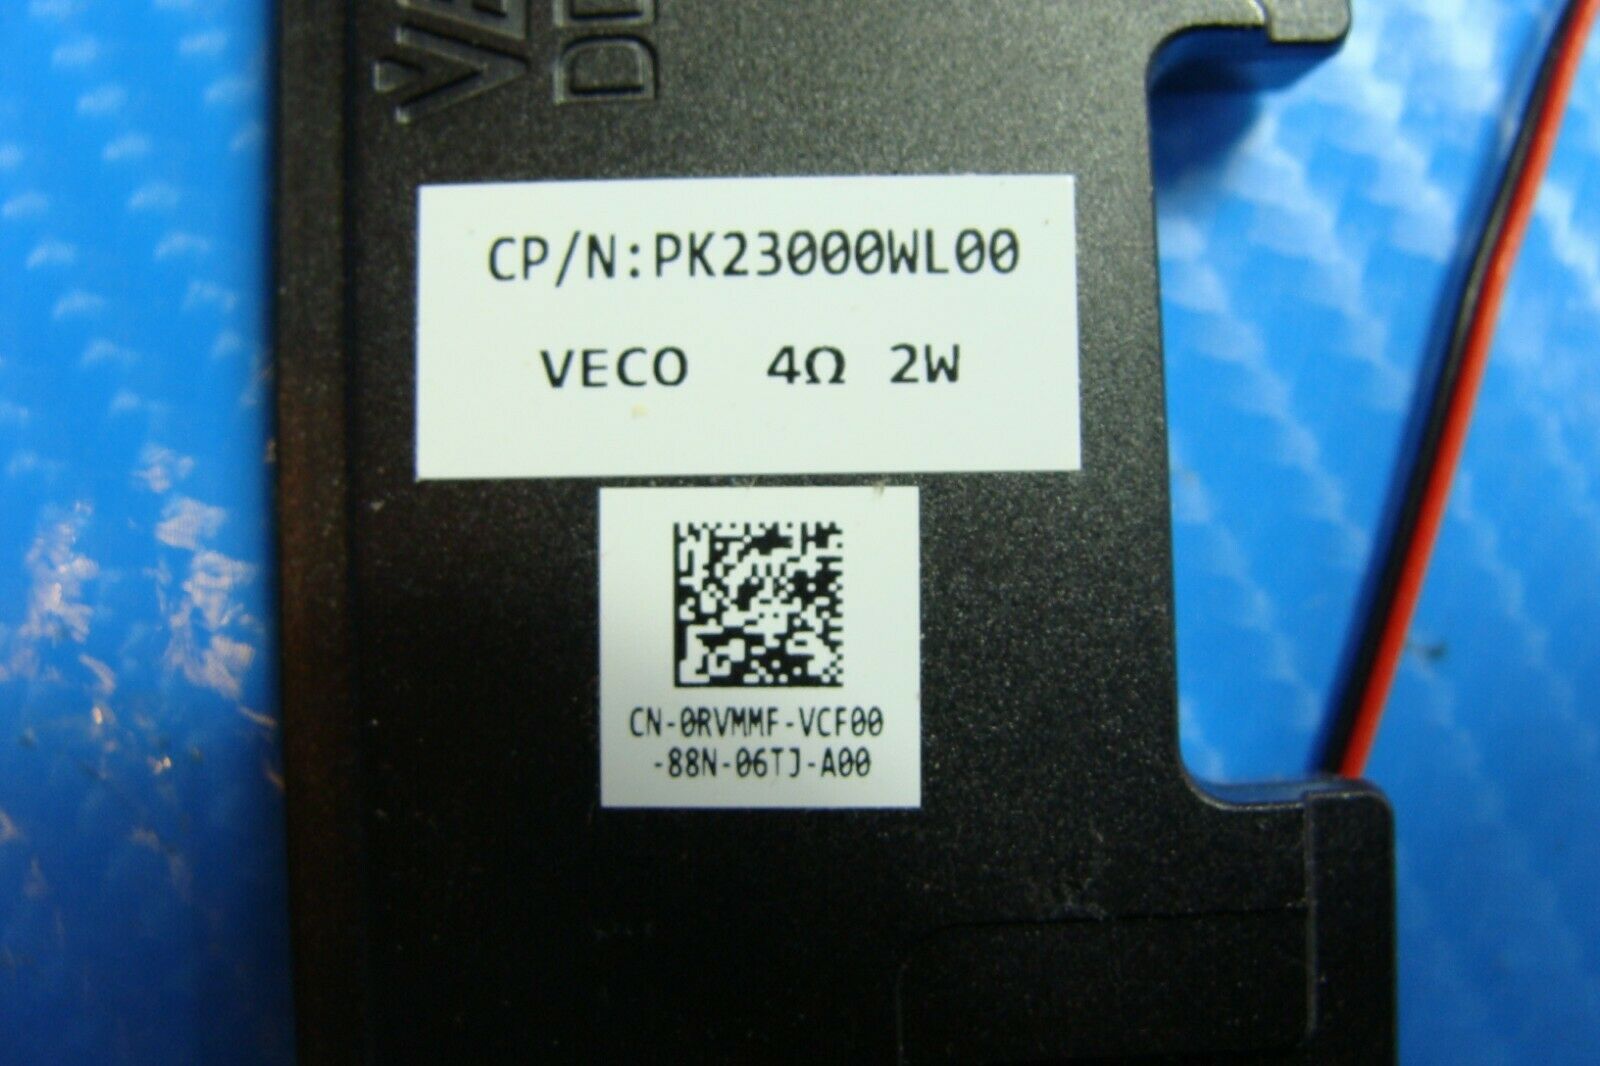 CP/N:PK23000WL00
VECO 4Ω 2W
CN-0RVMMF-VCF00
-88N-06TJ-A00